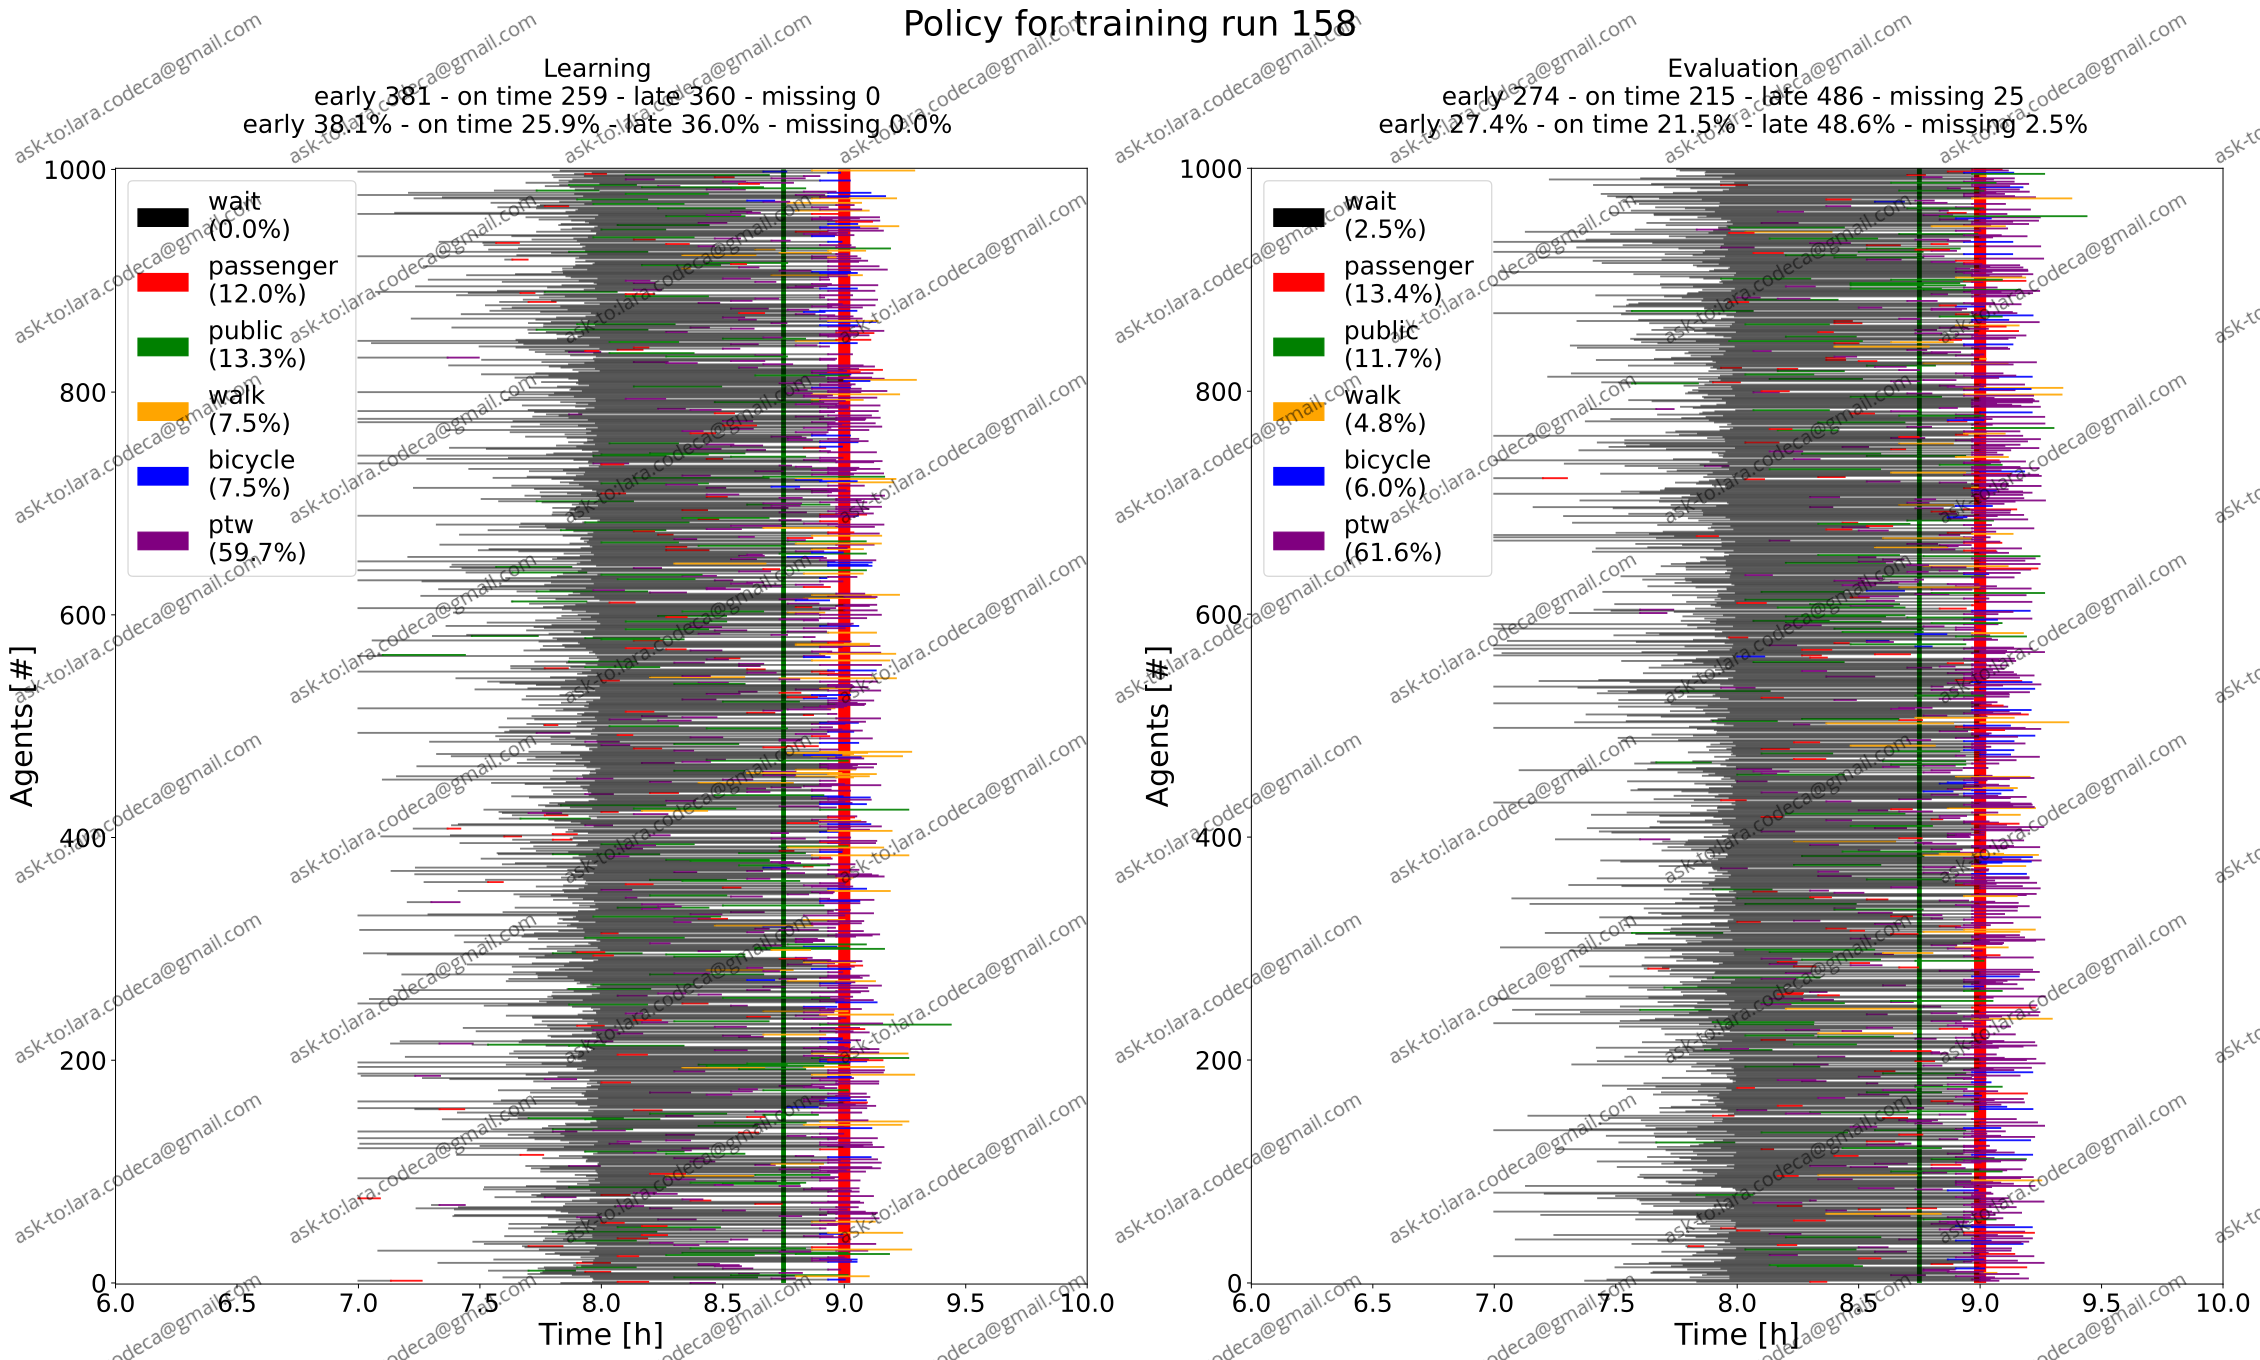 Policy for training run 158
Learning
early 381 - on time 259 - late 360 - missing 0
early 38.1% - on time 25.9% - late 36.0% - missing 0.0%
1000
800
600
400
200
0
Agents [#]
wait
(0.0%)
passenger
(12.0%)
public
(13.3%)
walk
(7.5%)
bicycle
(7.5%)
ptw
(59.7%)
6.0 6.5 7.0 7.5 8.0 8.5 9.0 9.5 10.0
Time [h]
Evaluation
early 274 - on time 215 - late 486 - missing 25
early 27.4% - on time 21.5% - late 48.6% - missing 2.5%
1000
800
600
400
200
0
Agents [#]
wait
(2.5%)
passenger
(13.4%)
public
(11.7%)
walk
(4.8%)
bicycle
(6.0%)
ptw
(61.6%)
6.0 6.5 7.0 7.5 8.0 8.5 9.0 9.5 10.0
Time [h]
ask-to:lara.codeca@gmail.com